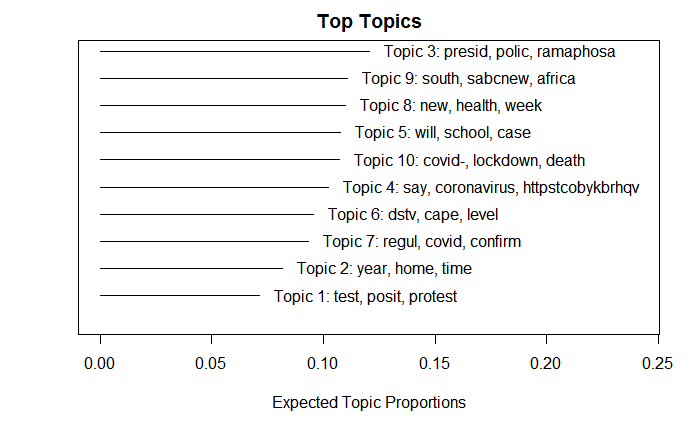 Top Topics
Topic 3: presid, polic, ramaphosa
Topic 9: south, sabcnew, africa
Topic 8: new, health, week
Topic 5: will, school, case
Topic 10: covid-, lockdown, death
Topic 4: say, coronavirus, httpstcobykbrhqv
Topic 6: dstv, cape, level
Topic 7: regul, covid, confirm
Topic 2: year, home, time
Topic 1: test, posit, protest
0.00 0.05 0.10 0.15 0.20 0.25
Expected Topic Proportions